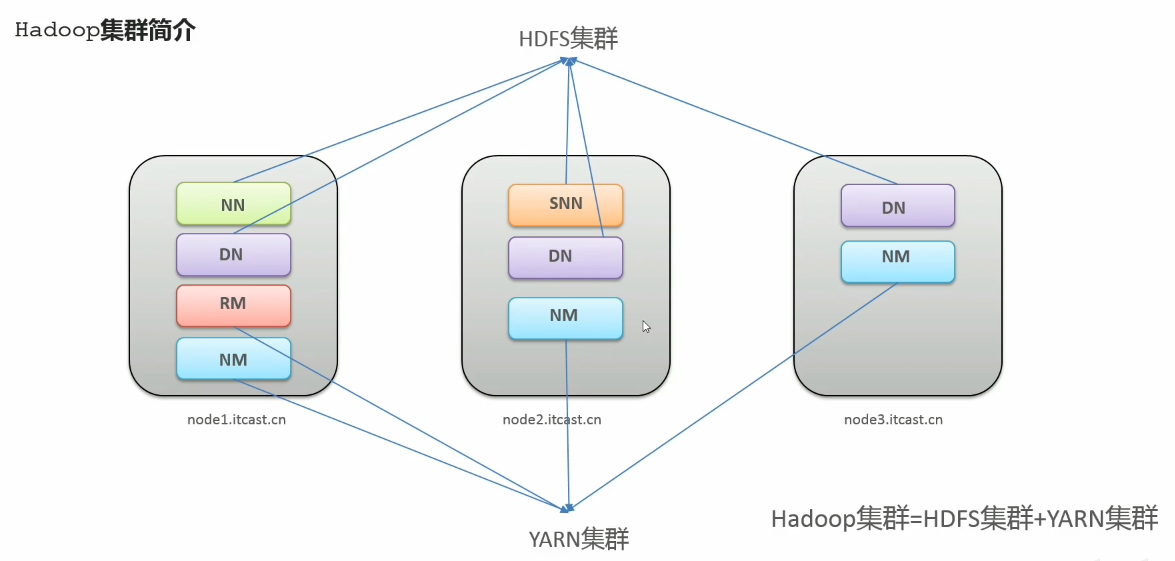 Hadoop集群简介
HDFS集群
NN
DN
RM
NM
node1.itcast.cn
SNN
DN
NM
node2.itcast.cn
DN
NM
node3.itcast.cn
YARN集群
Hadoop集群=HDFS集群+YARN集群